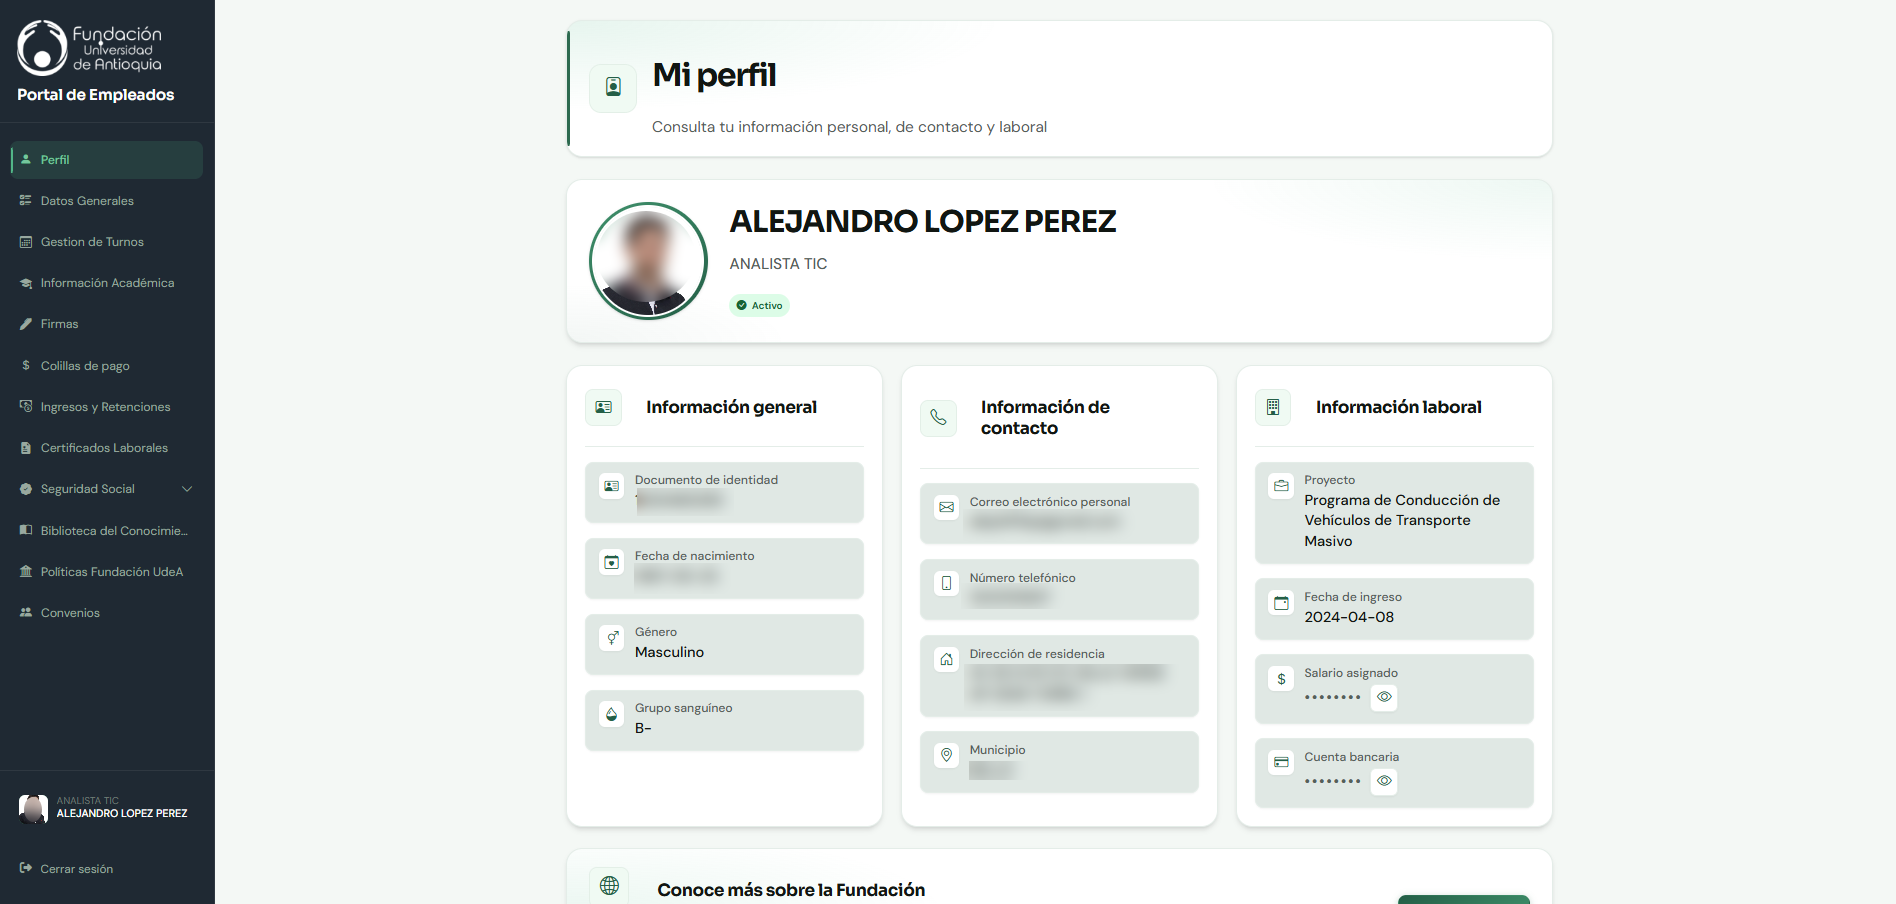 Fundación
Universidad
de Antioquia
Portal de Empleados
Perfil
Datos Generales
Gestion de Turnos
Información Académica
Firmas
Colillas de pago
Ingresos y Retenciones
Certificados Laborales
Seguridad Social
Biblioteca del Conocimie...
Políticas Fundación UdeA
Convenios
ANALISTA TIC
ALEJANDRO LOPEZ PEREZ
Cerrar sesión
Mi perfil
Consulta tu información personal, de contacto y laboral
ALEJANDRO LOPEZ PEREZ
ANALISTA TIC
Activo
Información general
Documento de identidad
Fecha de nacimiento
Género
Masculino
Grupo sanguíneo
B-
Información de
contacto
Correo electrónico personal
Número telefónico
Dirección de residencia
Municipio
Información laboral
Proyecto
Programa de Conducción de
Vehículos de Transporte
Masivo
Fecha de ingreso
2024-04-08
Salario asignado
••••••••
Cuenta bancaria
••••••••
Conoce más sobre la Fundación